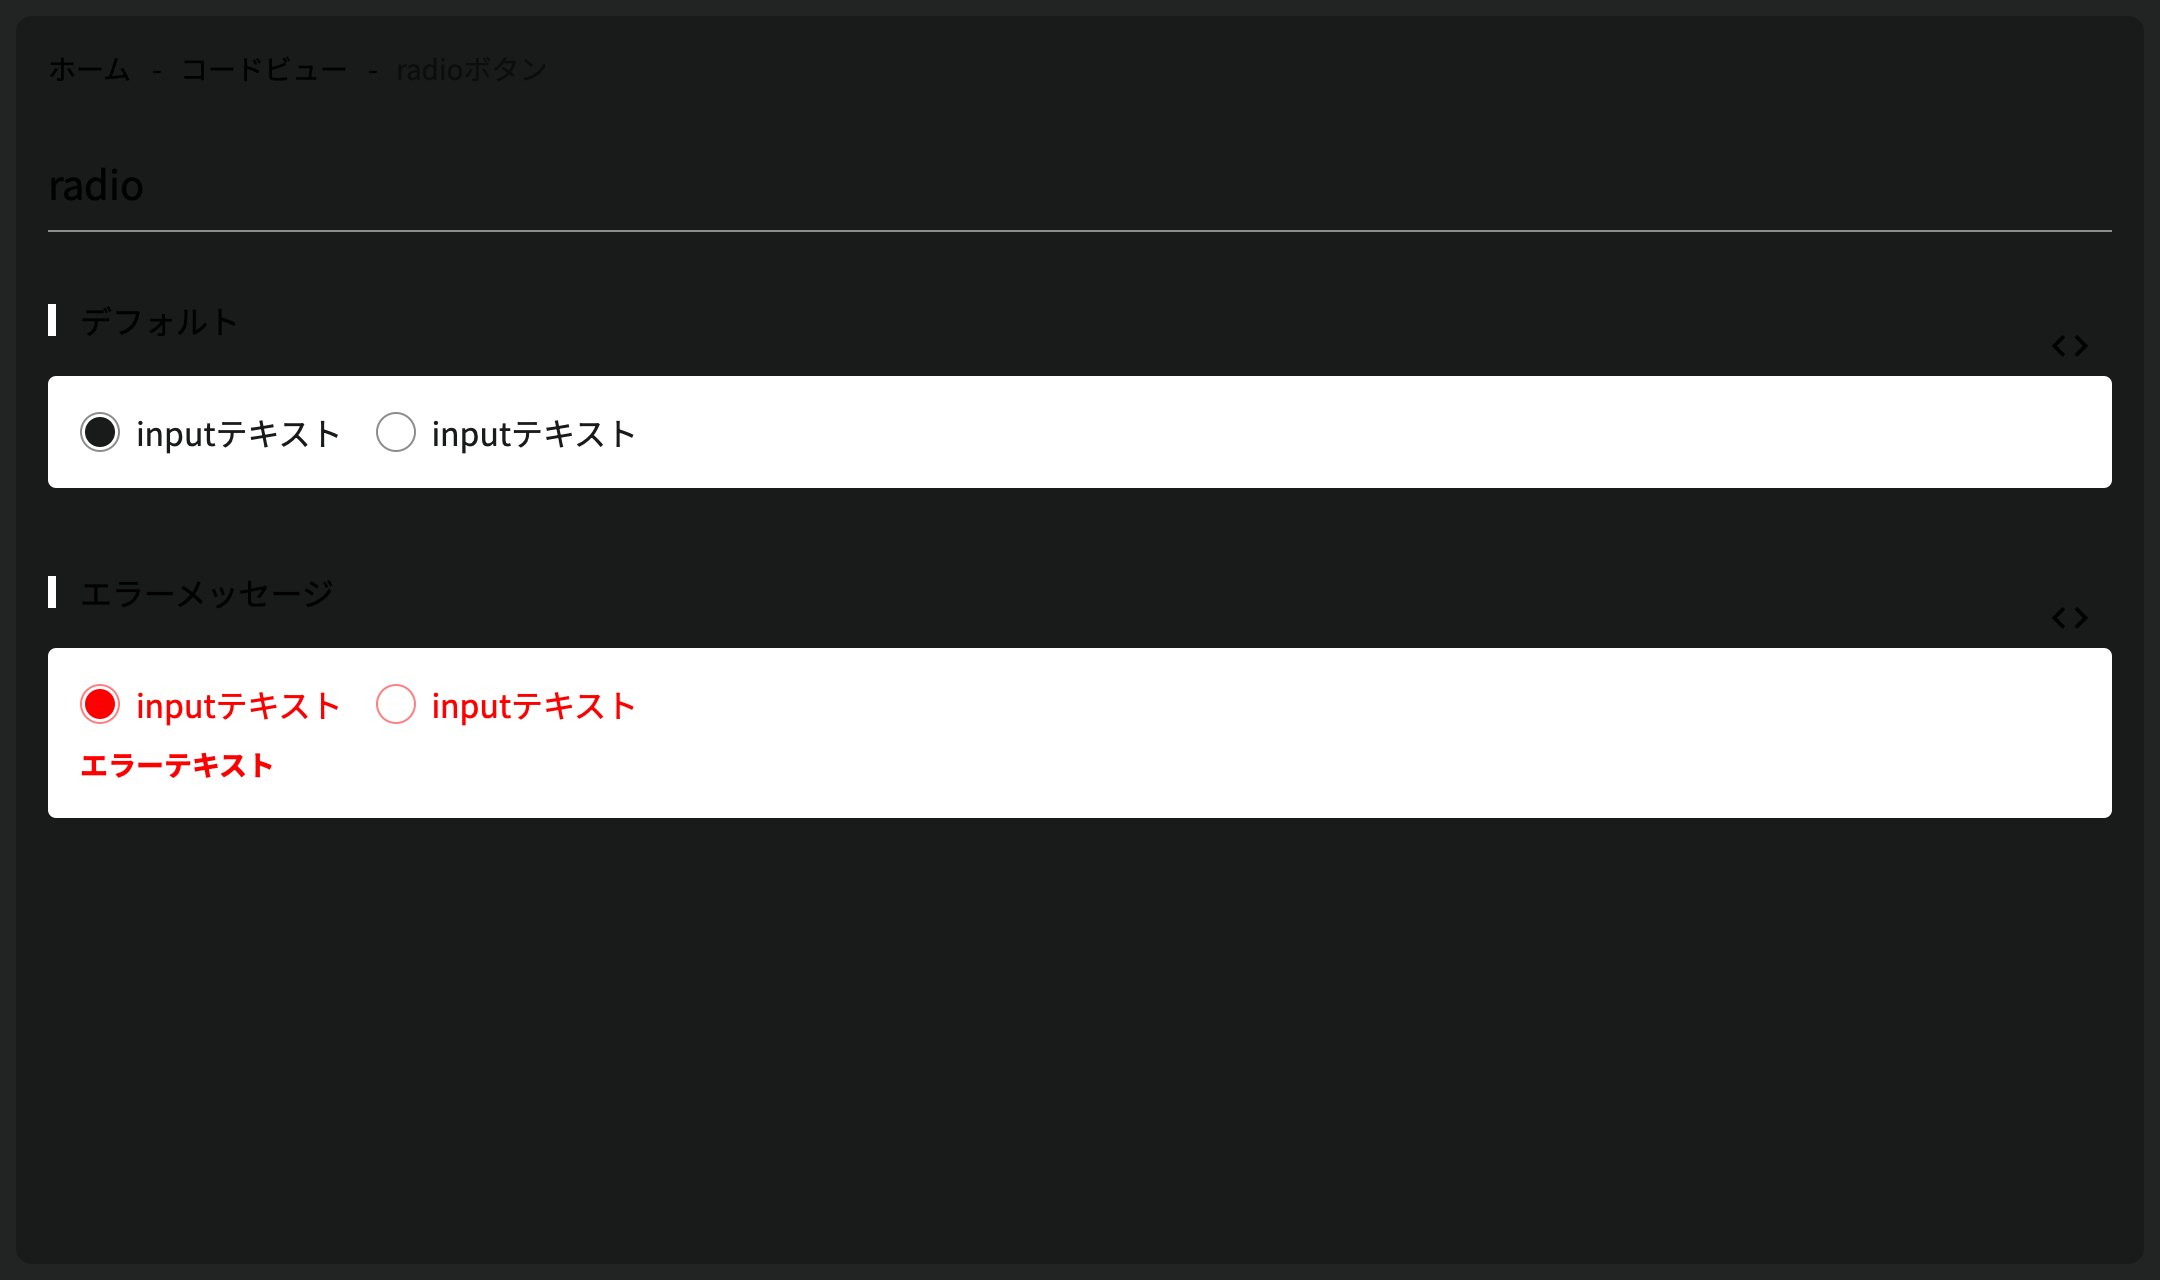 ホーム - コードビュー - radioボタン
radio
デフォルト
inputテキスト inputテキスト
エラーメッセージ
inputテキスト inputテキスト
エラーテキスト